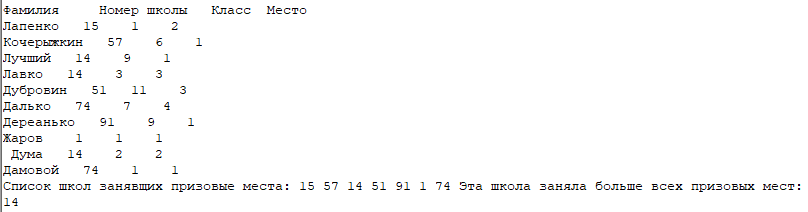 Фамилия     Номер школы   Класс  Место
Лапенко   15    1    2
Кочерыжкин   57    6    1
Лучший   14    9    1
Лавко   14    3    3
Дубровин   51   11    3
Далько   74    7    4
Дереанько   91    9    1
Жаров    1    1    1
Дума   14    2    2
Дамовой   74    1    1
Список школ занявщих призовые места: 15 57 14 51 91 1 74 Эта школа заняла больше всех призовых мест:
14